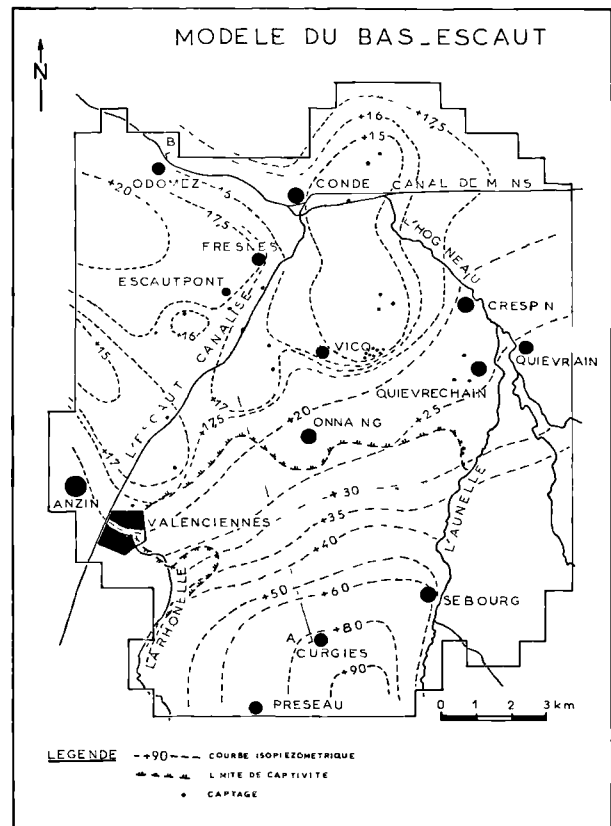 MODELE DU BAS_ESCAUT
N
+17,5
+16
+15
B
ODOMEZ
+20
15
CONDE
CANAL DE M NS
17,5
L'HOGNEAU
FRESNES
ESCAUTPONT
CRESP N
16
CANALISE
VICQ
QUIEVRAIN
+15
QUIEVRECHAIN
L'ESCAUT
+17
+17,5
+20
+25
ONNA NG
+17
ANZIN
+30
VALENCIENNES
+35
L'AUNELLE
+40
LA RHONELLE
+50
+60
SEBOURG
A
+80
CURGIES
+90
PRESEAU
0 1 2 3 km
LEGENDE
-+90- COURBE ISOPIEZOMETRIQUE
L MITE DE CAPTIVITE
CAPTAGE